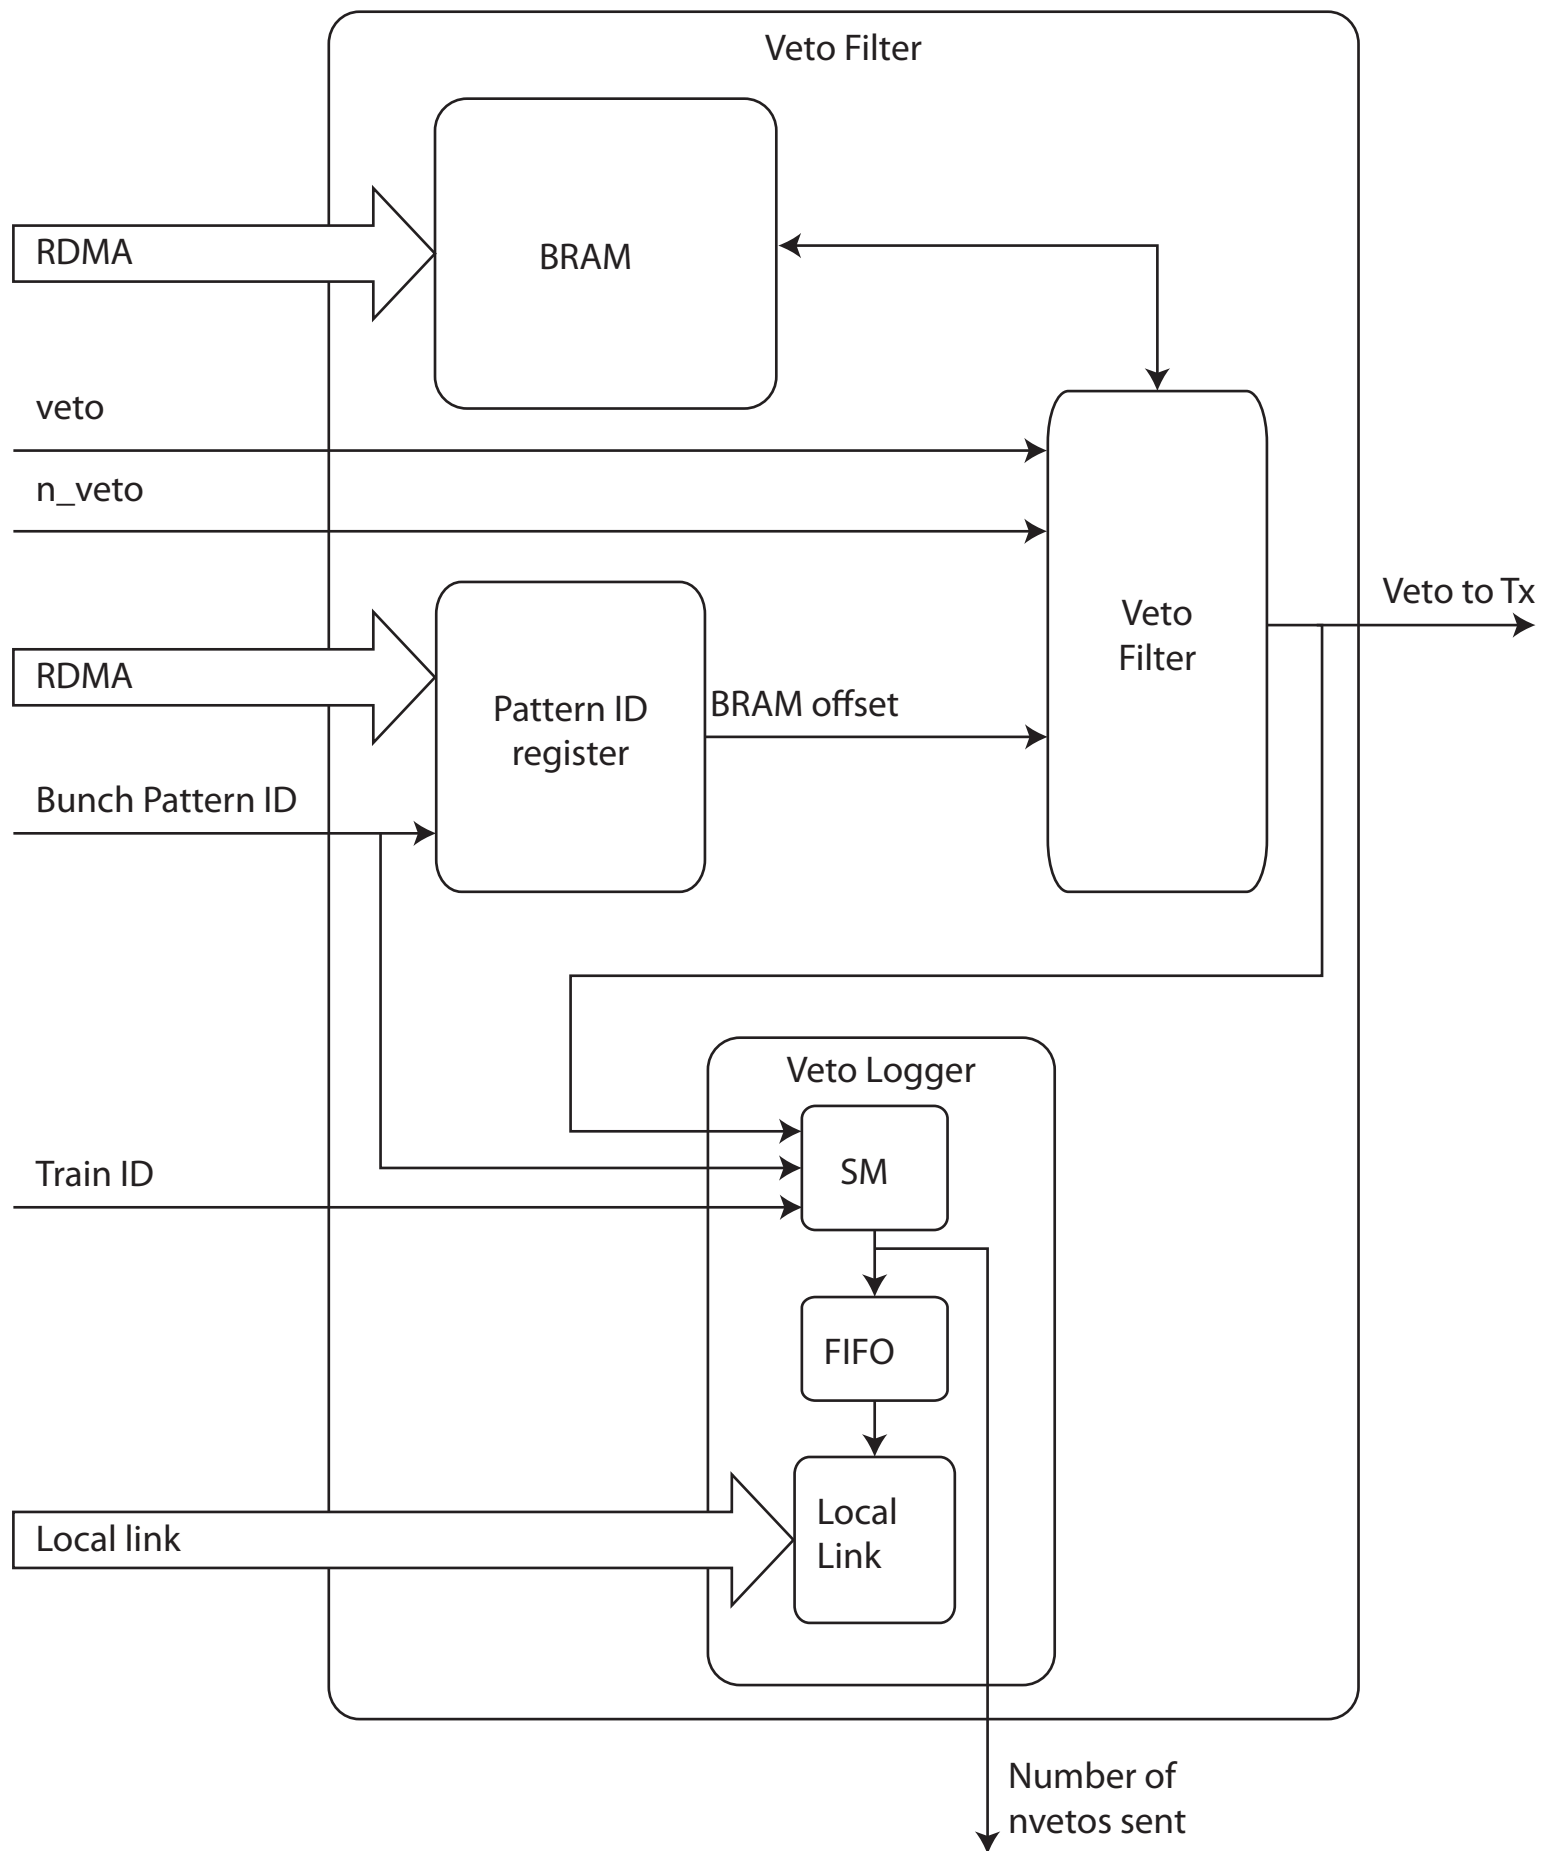 Veto Filter
RDMA
BRAM
veto
n_veto
Veto to Tx
Veto
Filter
RDMA
Pattern ID
register
BRAM offset
Bunch Pattern ID
Veto Logger
Train ID
SM
FIFO
Local link
Local
Link
Number of
nvetos sent